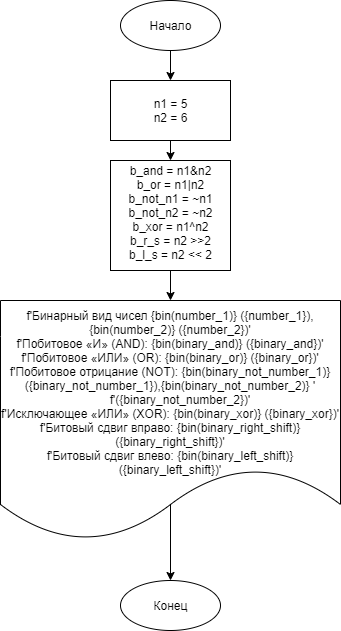 Начало
n1 = 5
n2 = 6
b_and = n1&n2
b_or = n1|n2
b_not_n1 = ~n1
b_not_n2 = ~n2
b_xor = n1^n2
b_r_s = n2 >>2
b_l_s = n2 << 2
f'Бинарный вид чисел {bin(number_1)} ({number_1}),
{bin(number_2)} ({number_2})'
f'Побитовое «И» (AND): {bin(binary_and)} ({binary_and})'
f'Побитовое «ИЛИ» (OR): {bin(binary_or)} ({binary_or})'
f'Побитовое отрицание (NOT): {bin(binary_not_number_1)}
({binary_not_number_1}),{bin(binary_not_number_2)} '
f'({binary_not_number_2})'
f'Исключающее «ИЛИ» (XOR): {bin(binary_xor)} ({binary_xor})'
f'Битовый сдвиг вправо: {bin(binary_right_shift)}
({binary_right_shift})'
f'Битовый сдвиг влево: {bin(binary_left_shift)}
({binary_left_shift})'
Конец